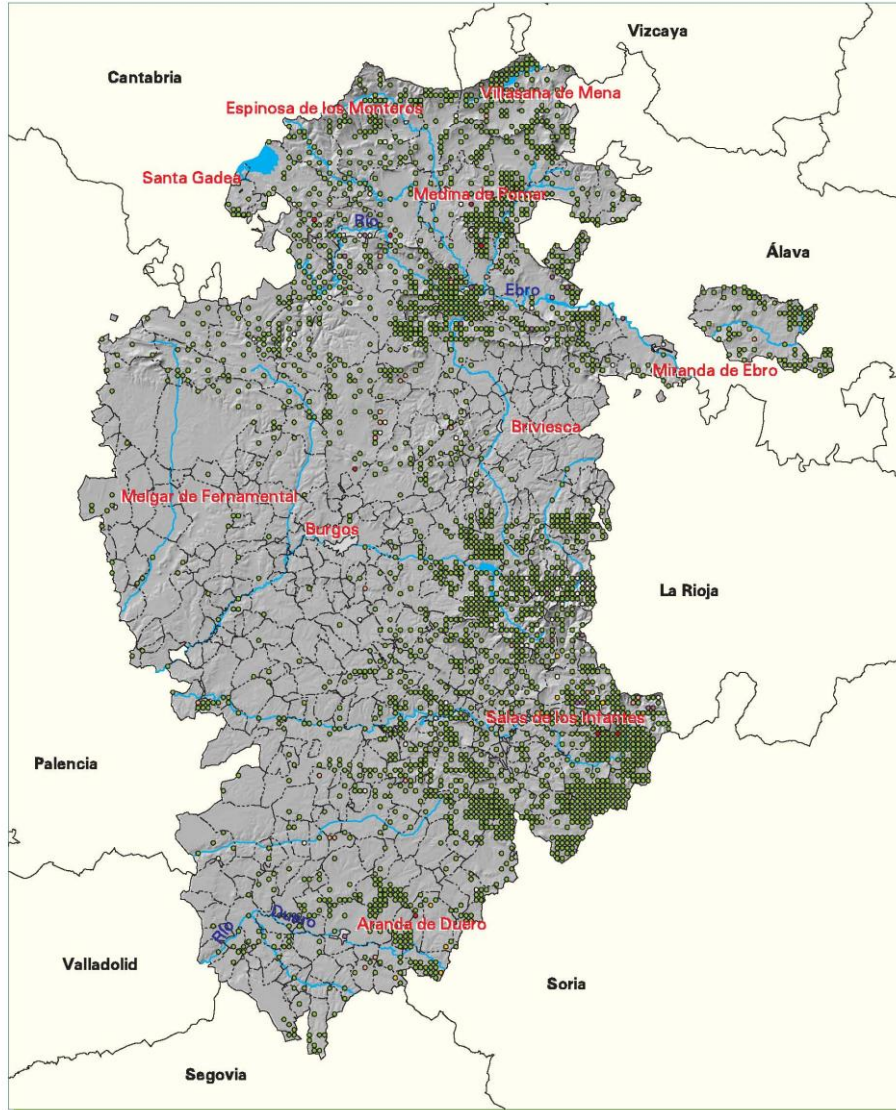 Vizcaya
Cantabria
Villasana de Mena
Espinosa de los Monteros
Santa Gadea
Medina de Pomar
Río
Álava
Ebro
Miranda de Ebro
Briviesca
Melgar de Fernamental
Burgos
La Rioja
Salas de los Infantes
Palencia
Río
Duero
Aranda de Duero
Valladolid
Soria
Segovia